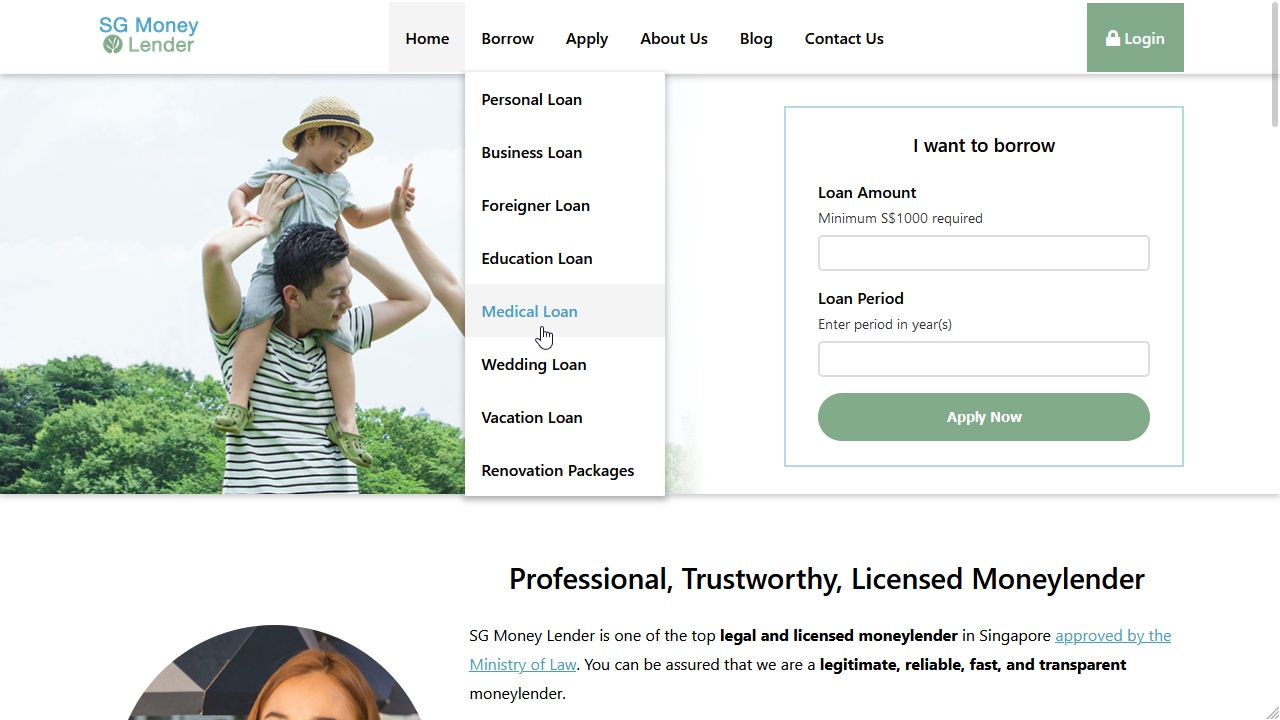 SG Money
Lender
Home
Borrow
Apply
About Us
Blog
Contact Us
Login
Personal Loan
Business Loan
Foreigner Loan
Education Loan
Medical Loan
Wedding Loan
Vacation Loan
Renovation Packages
I want to borrow
Loan Amount
Minimum S$1000 required
Loan Period
Enter period in year(s)
Apply Now
Professional, Trustworthy, Licensed Moneylender
SG Money Lender is one of the top legal and licensed moneylender in Singapore approved by the
Ministry of Law. You can be assured that we are a legitimate, reliable, fast, and transparent
moneylender.